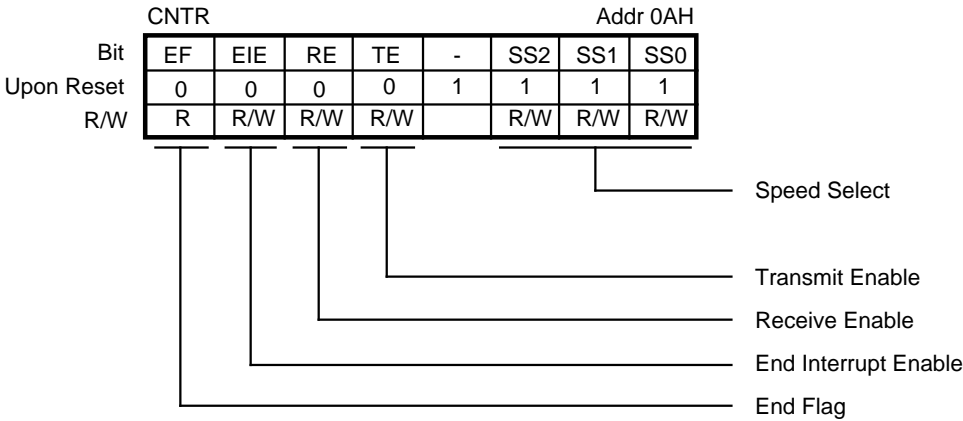 CNTR Addr 0AH
Bit EF EIE RE TE - SS2 SS1 SS0
Upon Reset 0 0 0 0 1 1 1 1
R/W R R/W R/W R/W R/W R/W R/W
Speed Select
Transmit Enable
Receive Enable
End Interrupt Enable
End Flag